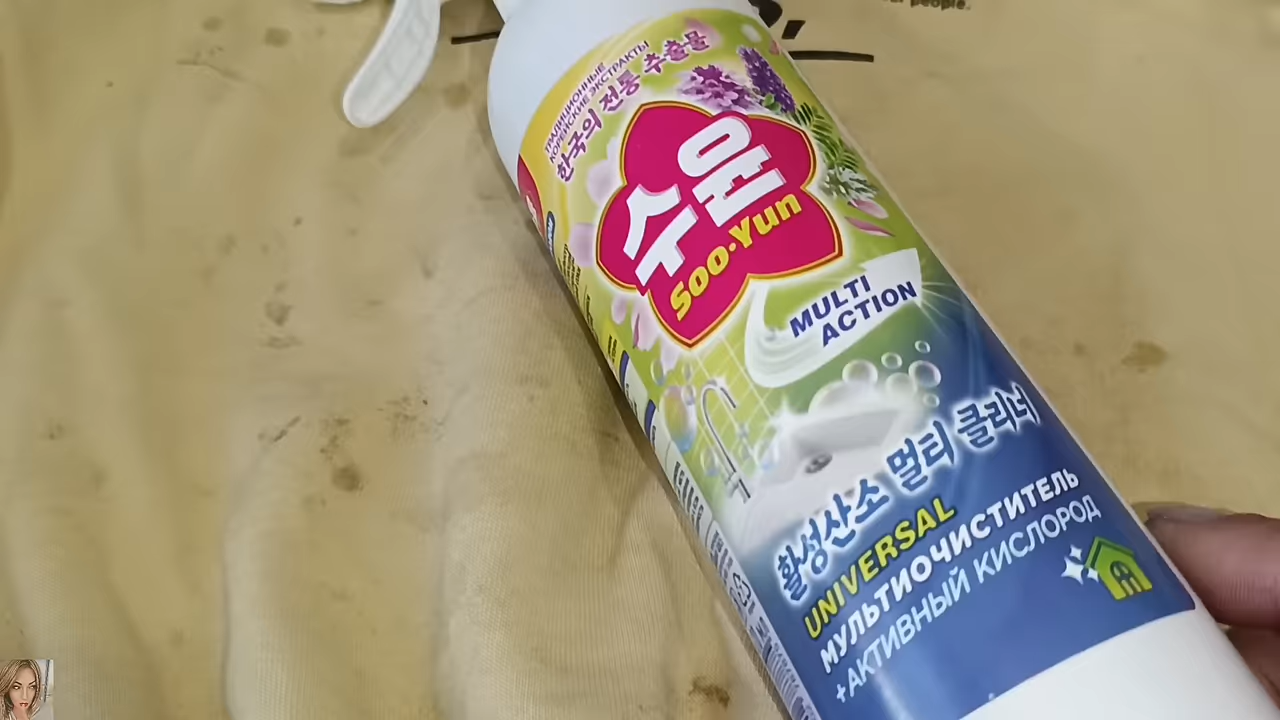 people.
ТРАДИЦИОННЫЕ
КОРЕЙСКИЕ ЭКСТРАКТЫ
한국의 전통 추출물
수윤
Soo·Yun
MULTI
ACTION
활성산소 멀티 클리너
UNIVERSAL
МУЛЬТИОЧИСТИТЕЛЬ
+АКТИВНЫЙ КИСЛОРОД